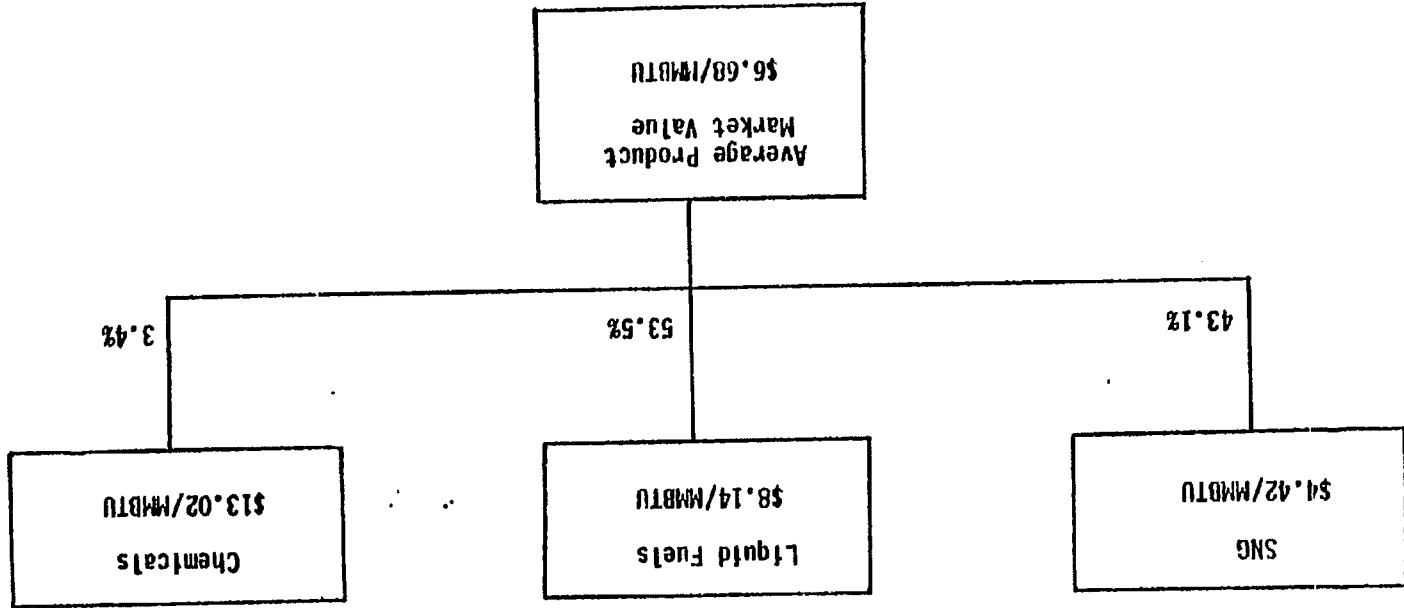 SNG
$4.42/MMBTU
Liquid Fuels
$8.14/MMBTU
Chemicals
$13.02/MMBTU
43.1%
53.5%
3.4%
Average Product
Market Value
$6.68/MMBTU